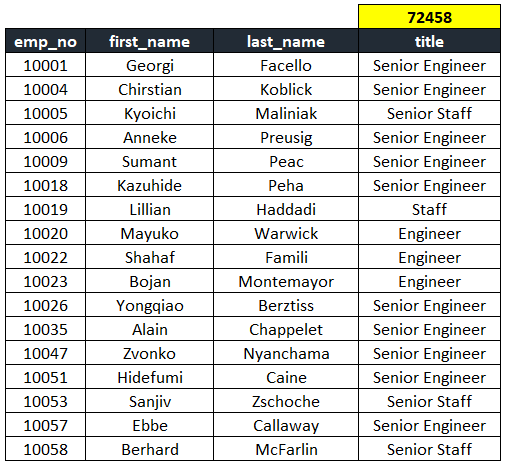 72458
emp_no first_name last_name title
10001 Georgi Facello Senior Engineer
10004 Chirstian Koblick Senior Engineer
10005 Kyoichi Maliniak Senior Staff
10006 Anneke Preusig Senior Engineer
10009 Sumant Peac Senior Engineer
10018 Kazuhide Peha Senior Engineer
10019 Lillian Haddadi Staff
10020 Mayuko Warwick Engineer
10022 Shahaf Famili Engineer
10023 Bojan Montemayor Engineer
10026 Yongqiao Berztiss Senior Engineer
10035 Alain Chappelet Senior Engineer
10047 Zvonko Nyanchama Senior Engineer
10051 Hidefumi Caine Senior Engineer
10053 Sanjiv Zschoche Senior Staff
10057 Ebbe Callaway Senior Engineer
10058 Berhard McFarlin Senior Staff